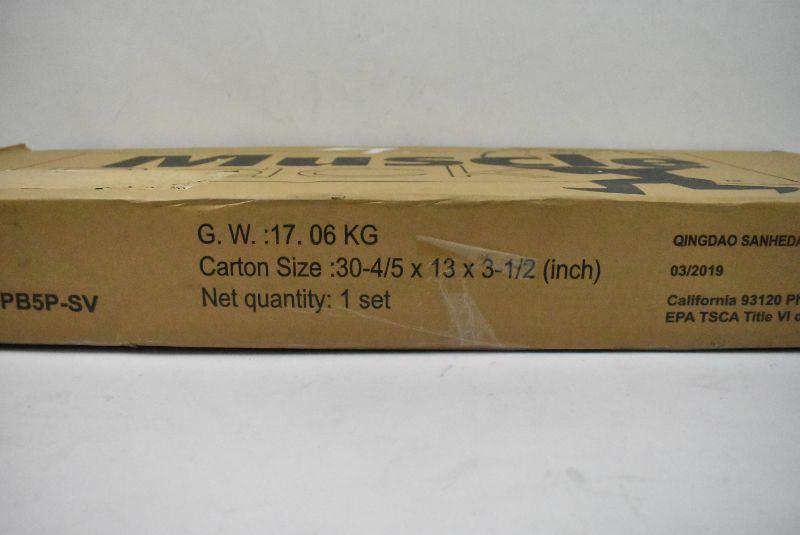 Muscle
G. W. :17. 06 KG
Carton Size :30-4/5 x 13 x 3-1/2 (inch)
Net quantity: 1 set
PB5P-SV
QINGDAO SANHEDA
03/2019
California 93120 Ph
EPA TSCA Title VI c